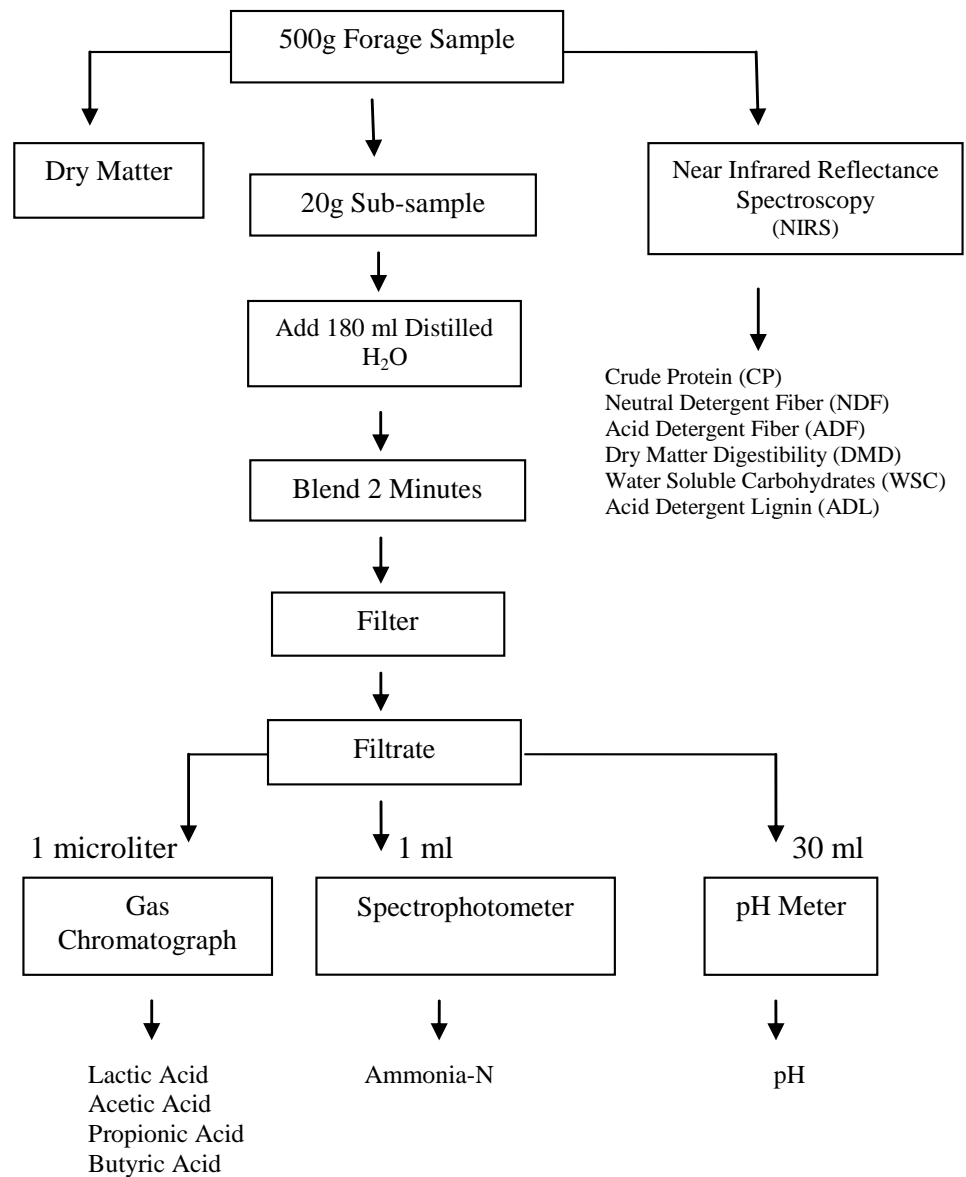 500g Forage Sample
Dry Matter
20g Sub-sample
Near Infrared Reflectance
Spectroscopy
(NIRS)
Add 180 ml Distilled
H₂O
Crude Protein (CP)
Neutral Detergent Fiber (NDF)
Acid Detergent Fiber (ADF)
Dry Matter Digestibility (DMD)
Water Soluble Carbohydrates (WSC)
Acid Detergent Lignin (ADL)
Blend 2 Minutes
Filter
Filtrate
1 microliter
1 ml
30 ml
Gas
Chromatograph
Spectrophotometer
pH Meter
Lactic Acid
Acetic Acid
Propionic Acid
Butyric Acid
Ammonia-N
pH